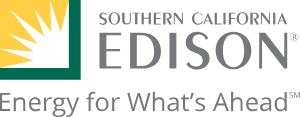 SOUTHERN CALIFORNIA
EDISON®
Energy for What's Ahead℠